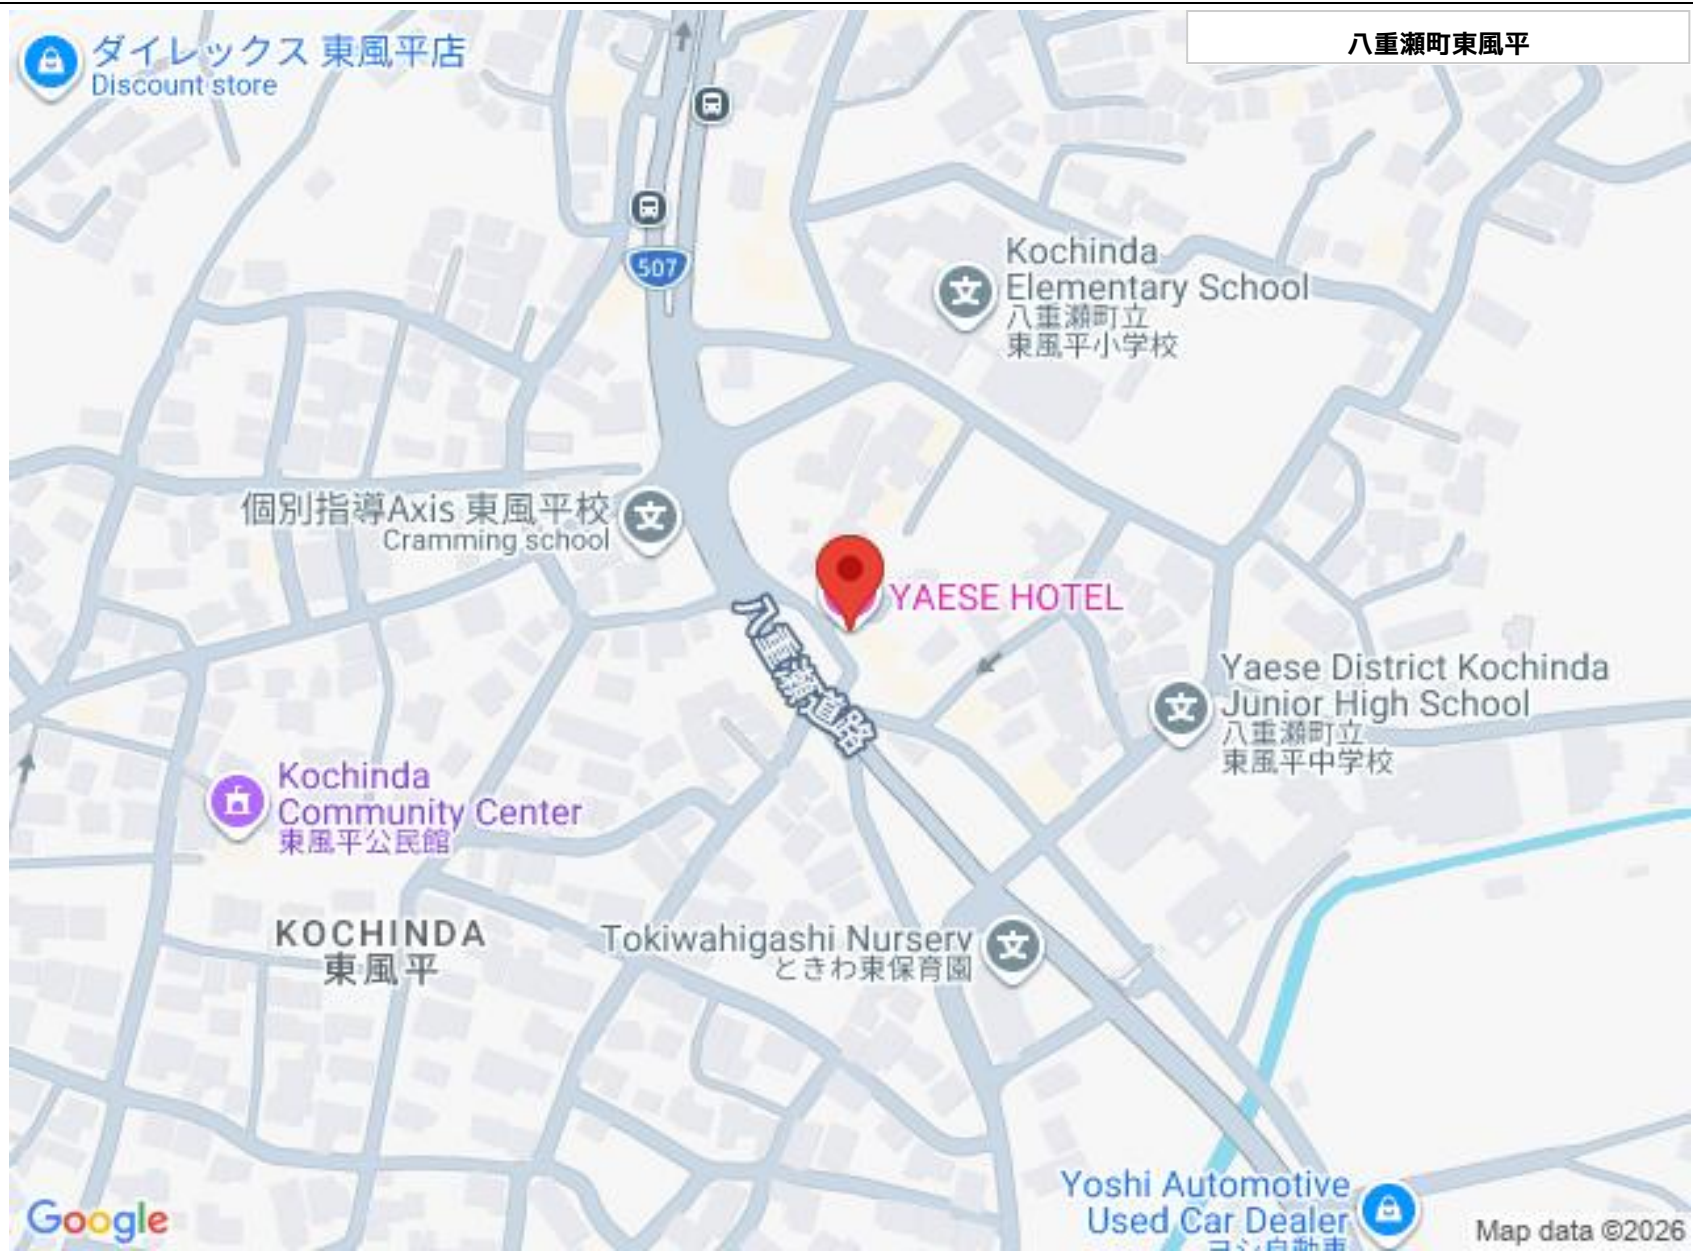 八重瀬町東風平
ダイレックス 東風平店
Discount store
507
Kochinda
Elementary School
八重瀬町立
東風平小学校
個別指導Axis 東風平校
Cramming school
YAESE HOTEL
八重瀬道路
Yaese District Kochinda
Junior High School
八重瀬町立
東風平中学校
Kochinda
Community Center
東風平公民館
KOCHINDA
東風平
Tokiwahigashi Nursery
ときわ東保育園
Yoshi Automotive
Used Car Dealer
ヨシ自動車
Google
Map data ©2026